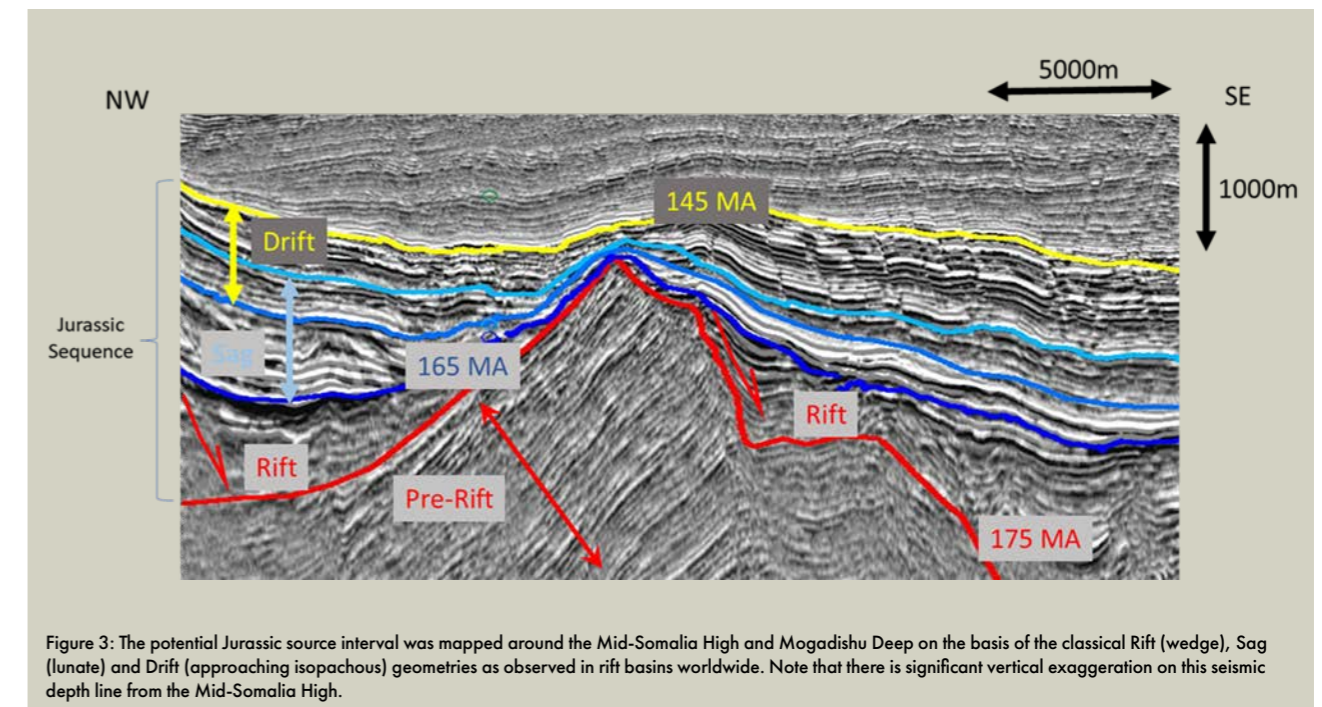 NW
5000m
SE
1000m
145 MA
Drift
Jurassic
Sequence
Sag
165 MA
Rift
Rift
Pre-Rift
175 MA
Figure 3: The potential Jurassic source interval was mapped around the Mid-Somalia High and Mogadishu Deep on the basis of the classical Rift (wedge), Sag
(lunate) and Drift (approaching isopachous) geometries as observed in rift basins worldwide. Note that there is significant vertical exaggeration on this seismic
depth line from the Mid-Somalia High.